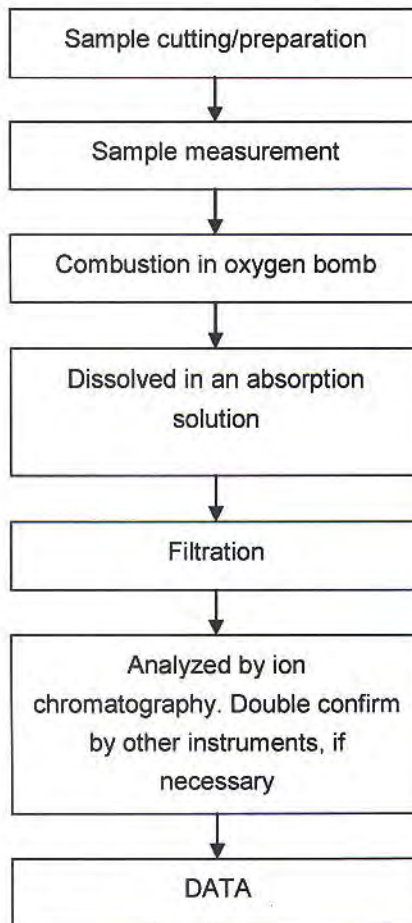 Sample cutting/preparation
Sample measurement
Combustion in oxygen bomb
Dissolved in an absorption
solution
Filtration
Analyzed by ion
chromatography. Double confirm
by other instruments, if
necessary
DATA